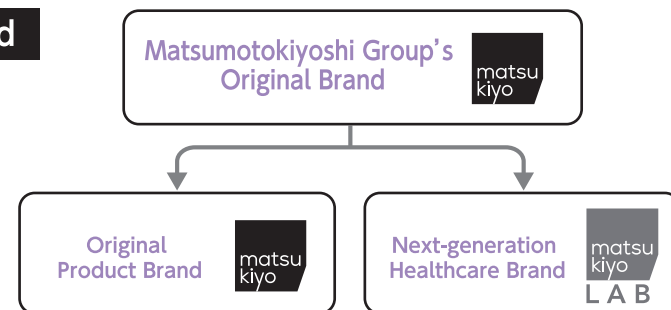 Matsumotokiyoshi Group's
Original Brand
matsu
kiyo
Original
Product Brand
matsu
kiyo
Next-generation
Healthcare Brand
matsu
kiyo
LAB